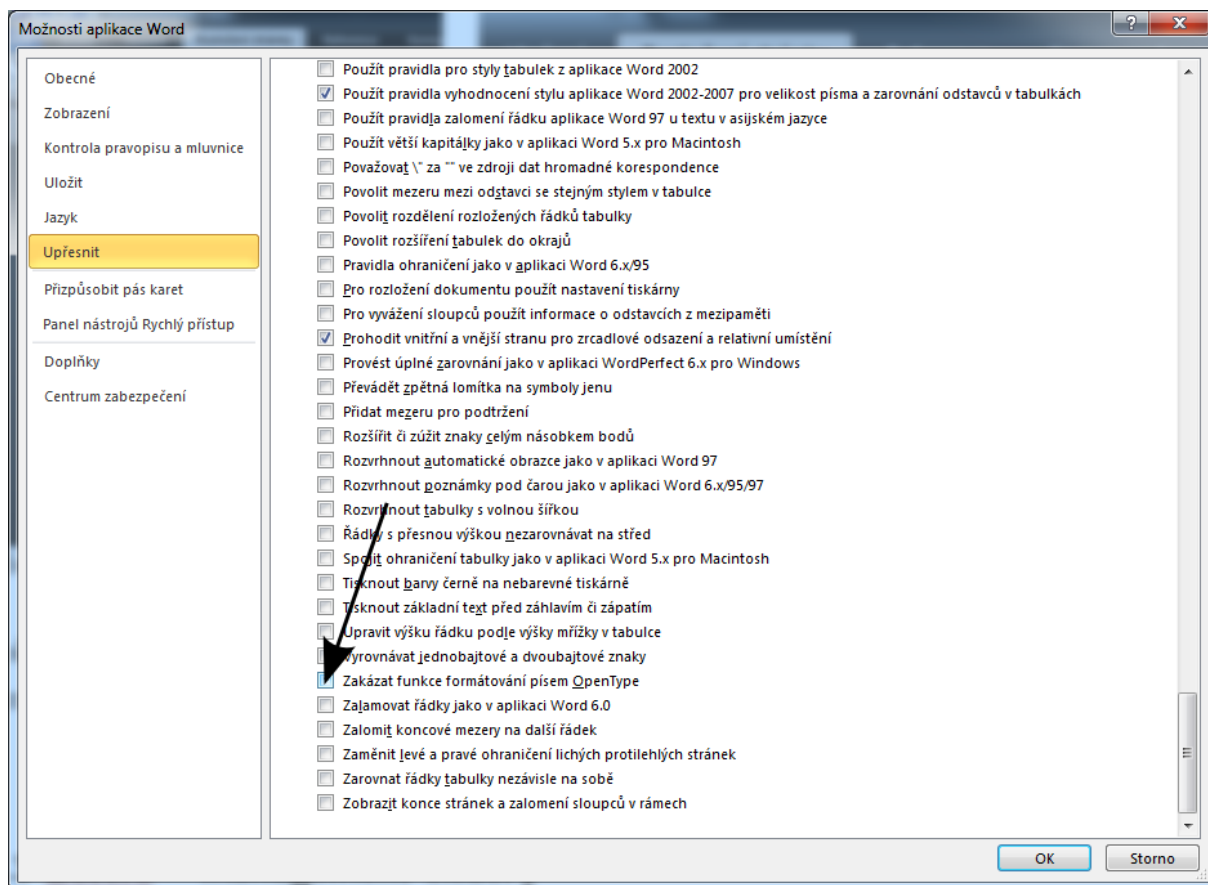 Možnosti aplikace Word
Obecné
Zobrazení
Kontrola pravopisu a mluvnice
Uložit
Jazyk
Upřesnit
Přizpůsobit pás karet
Panel nástrojů Rychlý přístup
Doplňky
Centrum zabezpečení
Použít pravidla pro styly tabulek z aplikace Word 2002
Použít pravidla vyhodnocení stylu aplikace Word 2002-2007 pro velikost písma a zarovnání odstavců v tabulkách
Použít pravidla zalomení řádku aplikace Word 97 u textu v asijském jazyce
Použít větší kapitálky jako v aplikaci Word 5.x pro Macintosh
Považovat \" za "" ve zdroji dat hromadné korespondence
Povolit mezeru mezi odstavci se stejným stylem v tabulce
Povolit rozdělení rozložených řádků tabulky
Povolit rozšíření tabulek do okrajů
Pravidla ohraničení jako v aplikaci Word 6.x/95
Pro rozložení dokumentu použít nastavení tiskárny
Pro vyvážení sloupců použít informace o odstavcích z mezipaměti
Prohodit vnitřní a vnější stranu pro zrcadlové odsazení a relativní umístění
Provést úplné zarovnání jako v aplikaci WordPerfect 6.x pro Windows
Převádět zpětná lomítka na symboly jenu
Přidat mezeru pro podtržení
Rozšířit či zúžit znaky celým násobkem bodů
Rozvrhnout automatické obrazce jako v aplikaci Word 97
Rozvrhnout poznámky pod čarou jako v aplikaci Word 6.x/95/97
Rozvrhnout tabulky s volnou šířkou
Řádky s přesnou výškou nezarovnávat na střed
Spojit ohraničení tabulky jako v aplikaci Word 5.x pro Macintosh
Tisknout barvy černě na nebarevné tiskárně
Tisknout základní text před záhlavím či zápatím
Upravit výšku řádku podle výšky mřížky v tabulce
Vyrovnávat jednobajtové a dvoubajtové znaky
Zakázat funkce formátování písem OpenType
Zalamovat řádky jako v aplikaci Word 6.0
Zalomit koncové mezery na další řádek
Zaměnit levé a pravé ohraničení lichých protilehlých stránek
Zarovnat řádky tabulky nezávisle na sobě
Zobrazit konce stránek a zalomení sloupců v rámech
OK
Storno